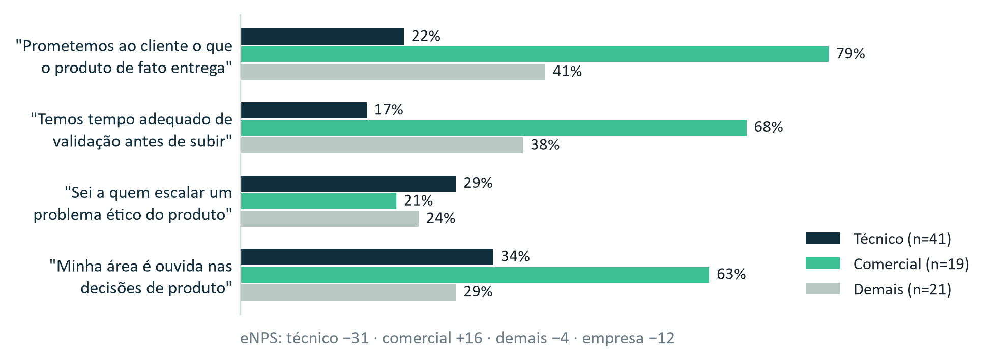 "Prometemos ao cliente o que
o produto de fato entrega"
22%
79%
41%
"Temos tempo adequado de
validação antes de subir"
17%
68%
38%
"Sei a quem escalar um
problema ético do produto"
29%
21%
24%
"Minha área é ouvida nas
decisões de produto"
34%
63%
29%
Técnico (n=41)
Comercial (n=19)
Demais (n=21)
eNPS: técnico −31 · comercial +16 · demais −4 · empresa −12